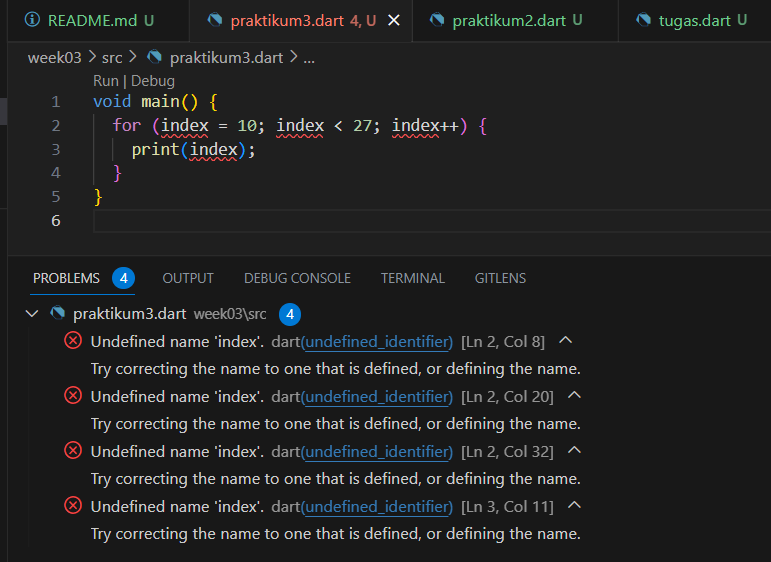 README.md U praktikum3.dart 4, U praktikum2.dart U tugas.dart U
week03 > src > praktikum3.dart > ...
Run | Debug
1 void main() {
2 for (index = 10; index < 27; index++) {
3 print(index);
4 }
5 }
6
PROBLEMS 4 OUTPUT DEBUG CONSOLE TERMINAL GITLENS
praktikum3.dart week03\src 4
Undefined name 'index'. dart(undefined_identifier) [Ln 2, Col 8]
Try correcting the name to one that is defined, or defining the name.
Undefined name 'index'. dart(undefined_identifier) [Ln 2, Col 20]
Try correcting the name to one that is defined, or defining the name.
Undefined name 'index'. dart(undefined_identifier) [Ln 2, Col 32]
Try correcting the name to one that is defined, or defining the name.
Undefined name 'index'. dart(undefined_identifier) [Ln 3, Col 11]
Try correcting the name to one that is defined, or defining the name.